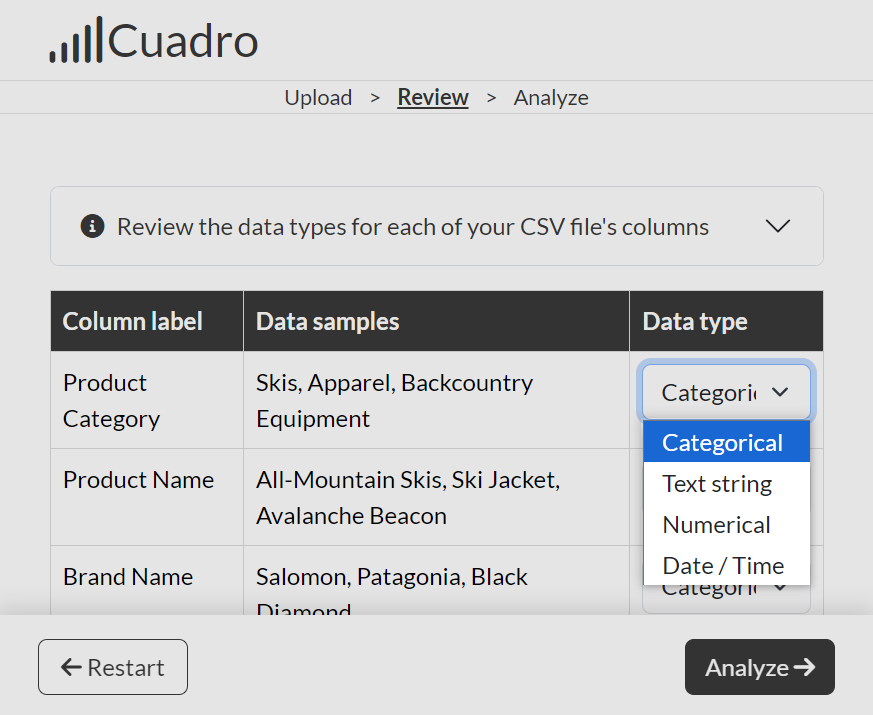 Cuadro
Upload > Review > Analyze
Review the data types for each of your CSV file's columns
Column label Data samples Data type
Product Category Skis, Apparel, Backcountry Equipment Categori
Categorical
Text string
Numerical
Date / Time
Product Name All-Mountain Skis, Ski Jacket, Avalanche Beacon
Brand Name Salomon, Patagonia, Black Diamond Categori
Restart
Analyze